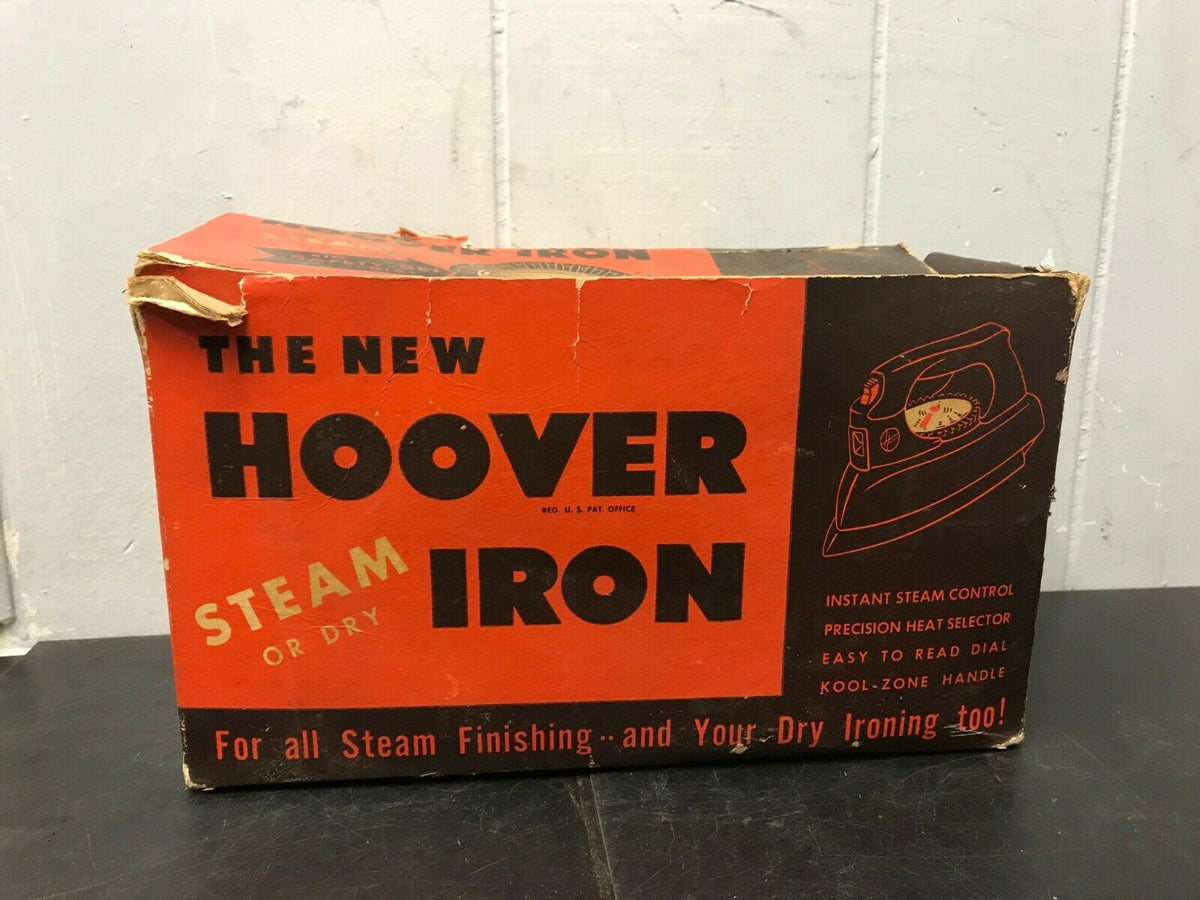 IRON
THE NEW
HOOVER
REG. U. S. PAT. OFFICE
STEAM
OR DRY
IRON
INSTANT STEAM CONTROL
PRECISION HEAT SELECTOR
EASY TO READ DIAL
KOOL-ZONE HANDLE
For all Steam Finishing ·· and Your Dry Ironing too!